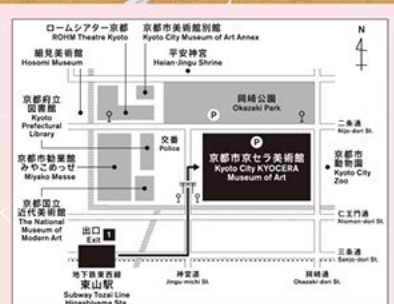 ロームシアター京都
ROHM Theatre Kyoto
京都市美術館別館
Kyoto City Museum of Art Annex
細見美術館
Hosomi Museum
平安神宮
Heian-Jingu Shrine
N
岡崎公園
Okazaki Park
京都府立
図書館
Kyoto
Prefectural
Library
P
二条通
Nijo-dori St.
交番
Police
P
京都市京セラ美術館
Kyoto City KYOCERA
Museum of Art
京都市勧業館
みやこめっせ
Miyako Messe
京都市
動物園
Kyoto City
Zoo
京都国立
近代美術館
The National
Museum of
Modern Art
仁王門通
Niomon-dori St.
出口
Exit
1
三条通
Sanjo-dori St.
地下鉄東西線
東山駅
Subway Tozai Line
Higashiyama Sta.
神宮道
Jingu-michi St.
岡崎通
Okazaki-dori St.